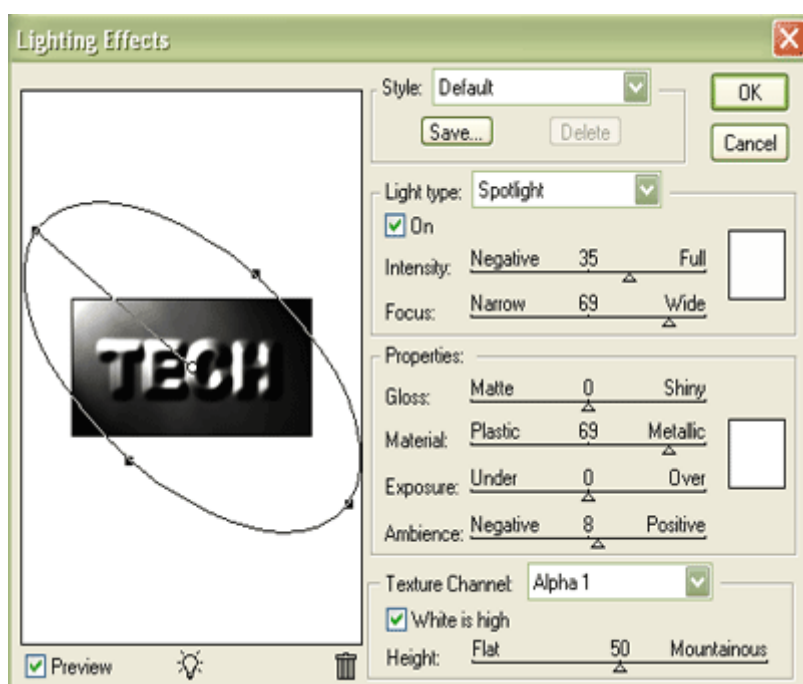 Lighting Effects
Style: Default
OK
Save...
Delete
Cancel
Light type: Spotlight
On
Intensity: Negative 35 Full
Focus: Narrow 69 Wide
TECH
Properties:
Gloss: Matte 0 Shiny
Material: Plastic 69 Metallic
Exposure: Under 0 Over
Ambience: Negative 8 Positive
Texture Channel: Alpha 1
White is high
Height: Flat 50 Mountainous
Preview